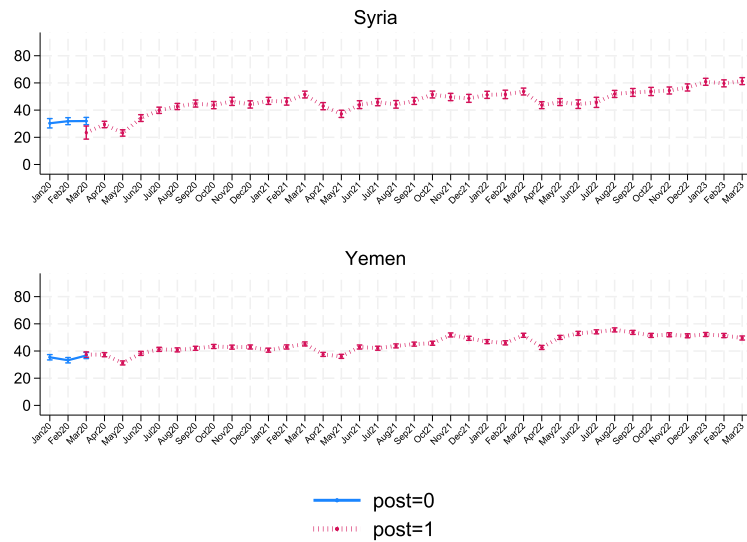 Syria
80
60
40
20
0
Jan20 Feb20 Mar20 Apr20 May20 Jun20 Jul20 Aug20 Sep20 Oct20 Nov20 Dec20 Jan21 Feb21 Mar21 Apr21 May21 Jun21 Jul21 Aug21 Sep21 Oct21 Nov21 Dec21 Jan22 Feb22 Mar22 Apr22 May22 Jun22 Jul22 Aug22 Sep22 Oct22 Nov22 Dec22 Jan23 Feb23 Mar23
Yemen
80
60
40
20
0
Jan20 Feb20 Mar20 Apr20 May20 Jun20 Jul20 Aug20 Sep20 Oct20 Nov20 Dec20 Jan21 Feb21 Mar21 Apr21 May21 Jun21 Jul21 Aug21 Sep21 Oct21 Nov21 Dec21 Jan22 Feb22 Mar22 Apr22 May22 Jun22 Jul22 Aug22 Sep22 Oct22 Nov22 Dec22 Jan23 Feb23 Mar23
post=0
post=1